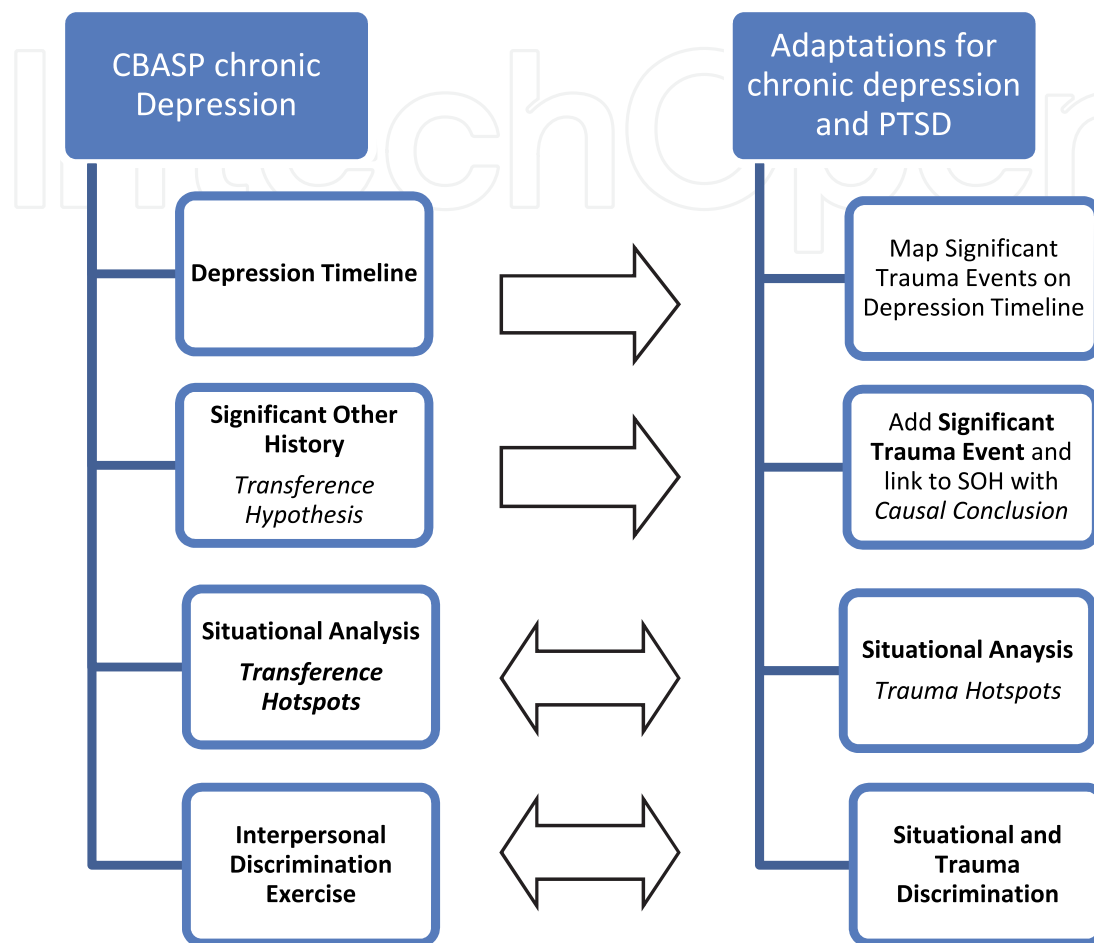 CBASP chronic
Depression
Depression Timeline
Significant Other
History
Transference
Hypothesis
Situational Analysis
Transference
Hotspots
Interpersonal
Discrimination
Exercise
Adaptations for
chronic depression
and PTSD
Map Significant
Trauma Events on
Depression Timeline
Add Significant
Trauma Event and
link to SOH with
Causal Conclusion
Situational Anaysis
Trauma Hotspots
Situational and
Trauma
Discrimination
IntechOpen